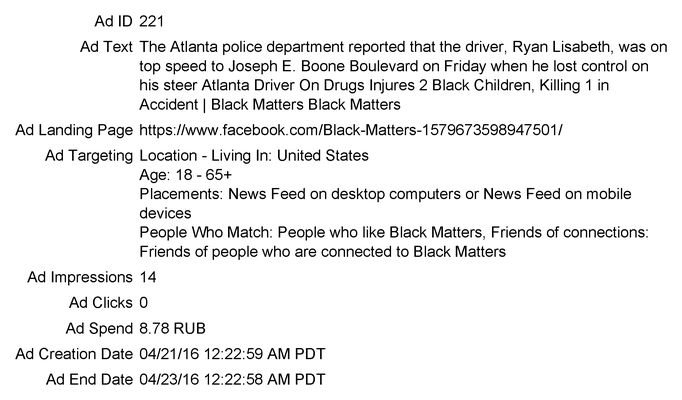 Ad ID 221
Ad Text The Atlanta police department reported that the driver, Ryan Lisabeth, was on
top speed to Joseph E. Boone Boulevard on Friday when he lost control on
his steer Atlanta Driver On Drugs Injures 2 Black Children, Killing 1 in
Accident | Black Matters Black Matters
Ad Landing Page https://www.facebook.com/Black-Matters-1579673598947501/
Ad Targeting Location - Living In: United States
Age: 18 - 65+
Placements: News Feed on desktop computers or News Feed on mobile
devices
People Who Match: People who like Black Matters, Friends of connections:
Friends of people who are connected to Black Matters
Ad Impressions 14
Ad Clicks 0
Ad Spend 8.78 RUB
Ad Creation Date 04/21/16 12:22:59 AM PDT
Ad End Date 04/23/16 12:22:58 AM PDT